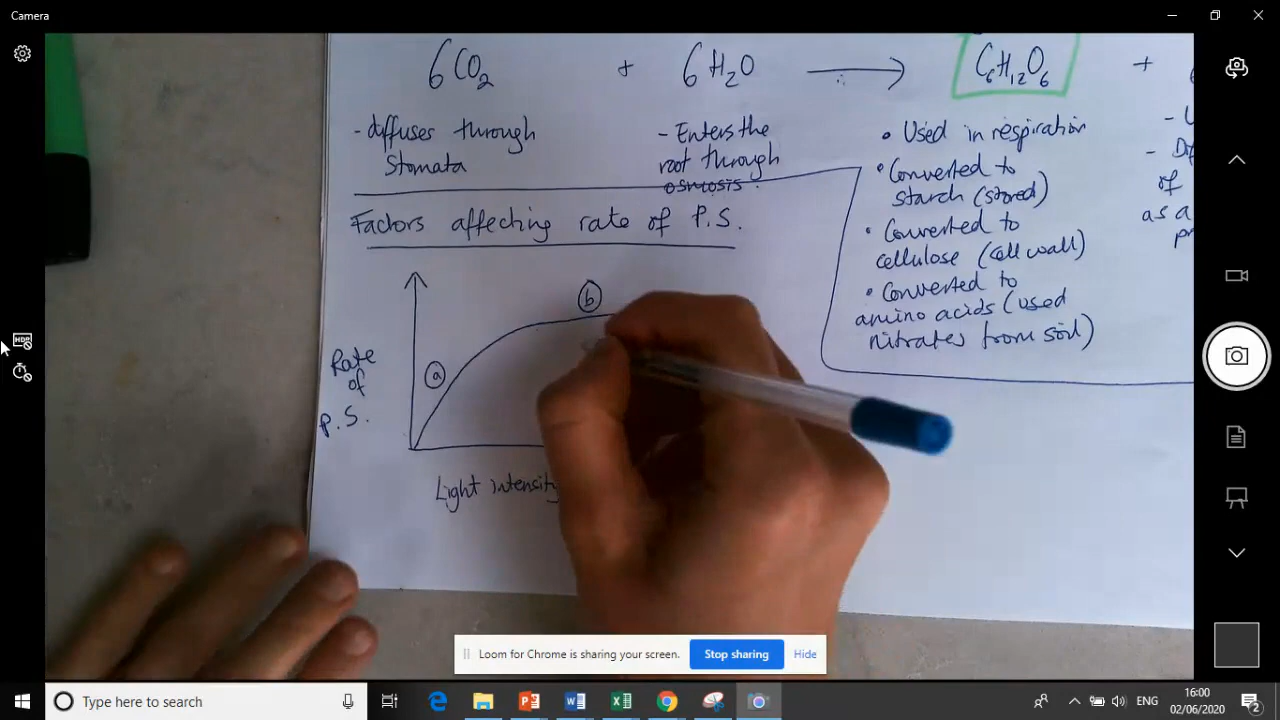 Camera
6CO2 + 6H2O → C6H12O6 +
- diffuses through
Stomata
- Enters the
root through
osmosis.
• Used in respiration
• Converted to
starch (stored)
• Converted to
cellulose (cell wall)
• Converted to
amino acids (used
nitrates from soil)
as a
of
Factors affecting rate of P.S.
Rate
of
P.S.
a
b
Light intensity
Loom for Chrome is sharing your screen.
Stop sharing
Hide
Type here to search
ENG
16:00
02/06/2020
2